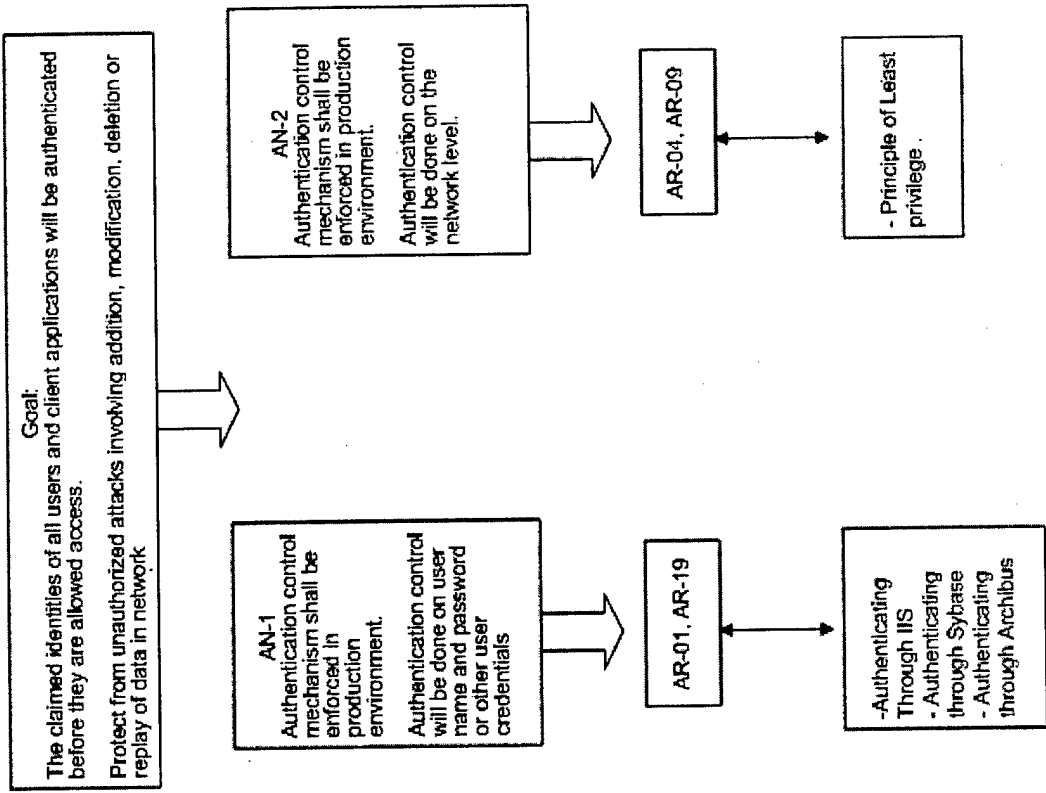 Goal:
The claimed identities of all users and client applications will be authenticated
before they are allowed access.
Protect from unauthorized attacks involving addition, modification, deletion or
replay of data in network
AN-1
Authentication control
mechanism shall be
enforced in
production
environment.
Authentication control
will be done on user
name and password
or other user
credentials
AR-01, AR-19
-Authenticating
Through IIS
- Authenticating
through Sybase
- Authenticating
through Archibus
AN-2
Authentication control
mechanism shall be
enforced in production
environment.
Authentication control
will be done on the
network level.
AR-04, AR-09
- Principle of Least
privilege.